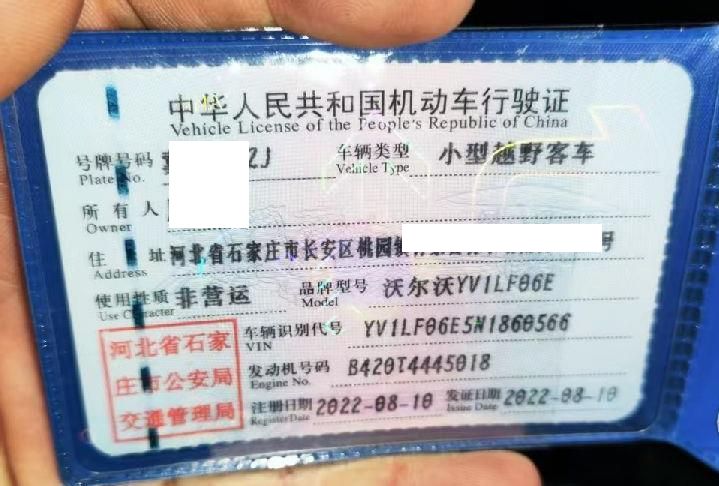 中华人民共和国机动车行驶证
Vehicle License of the People's Republic of China
号牌号码 ZJ 车辆类型 小型越野客车
Plate No. Vehicle Type
所有人
Owner
住址 河北省石家庄市长安区桃园镇 号
Address
使用性质 非营运 品牌型号 沃尔沃YV1LF06E
Use Character Model
河北省石家
庄市公安局
交通管理局
车辆识别代号 YV1LF06E5N1860566
VIN
发动机号码 B420T4445018
Engine No.
注册日期 2022-08-10 发证日期 2022-08-10
Register Date Issue Date